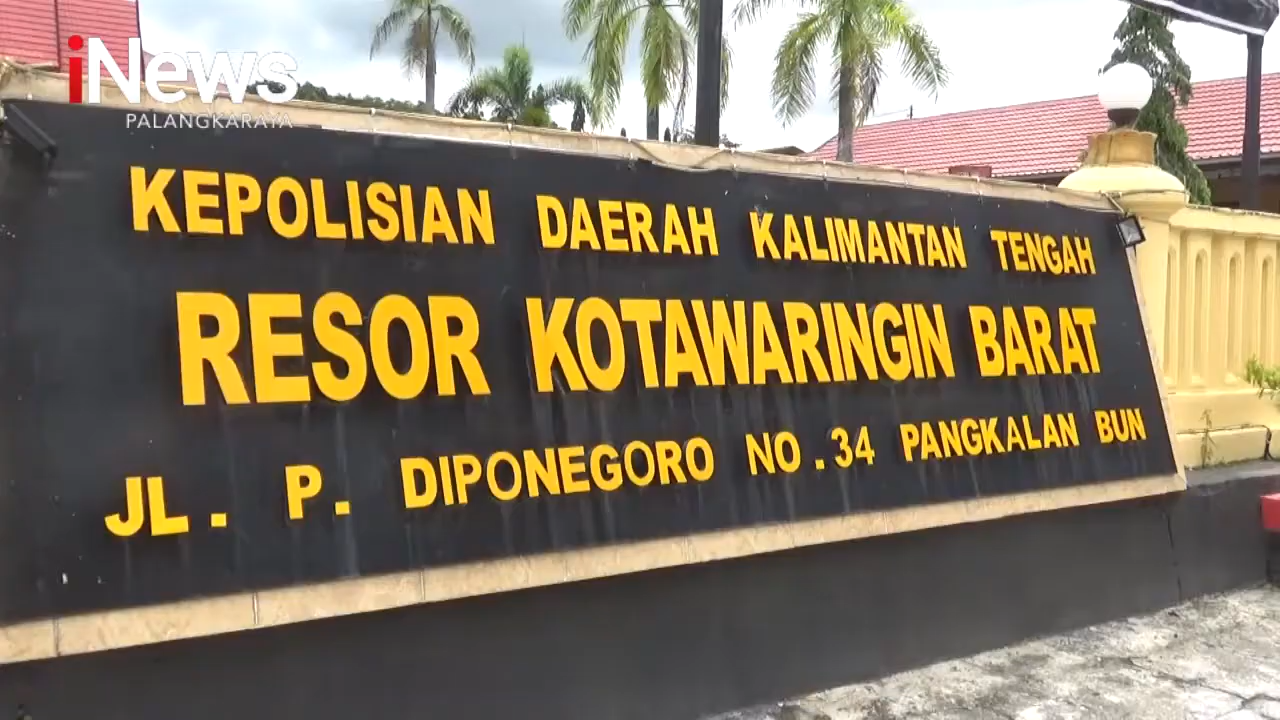 iNews
PALANGKARAYA
KEPOLISIAN DAERAH KALIMANTAN TENGAH
RESOR KOTAWARINGIN BARAT
JL. P. DIPONEGORO NO.34 PANGKALAN BUN